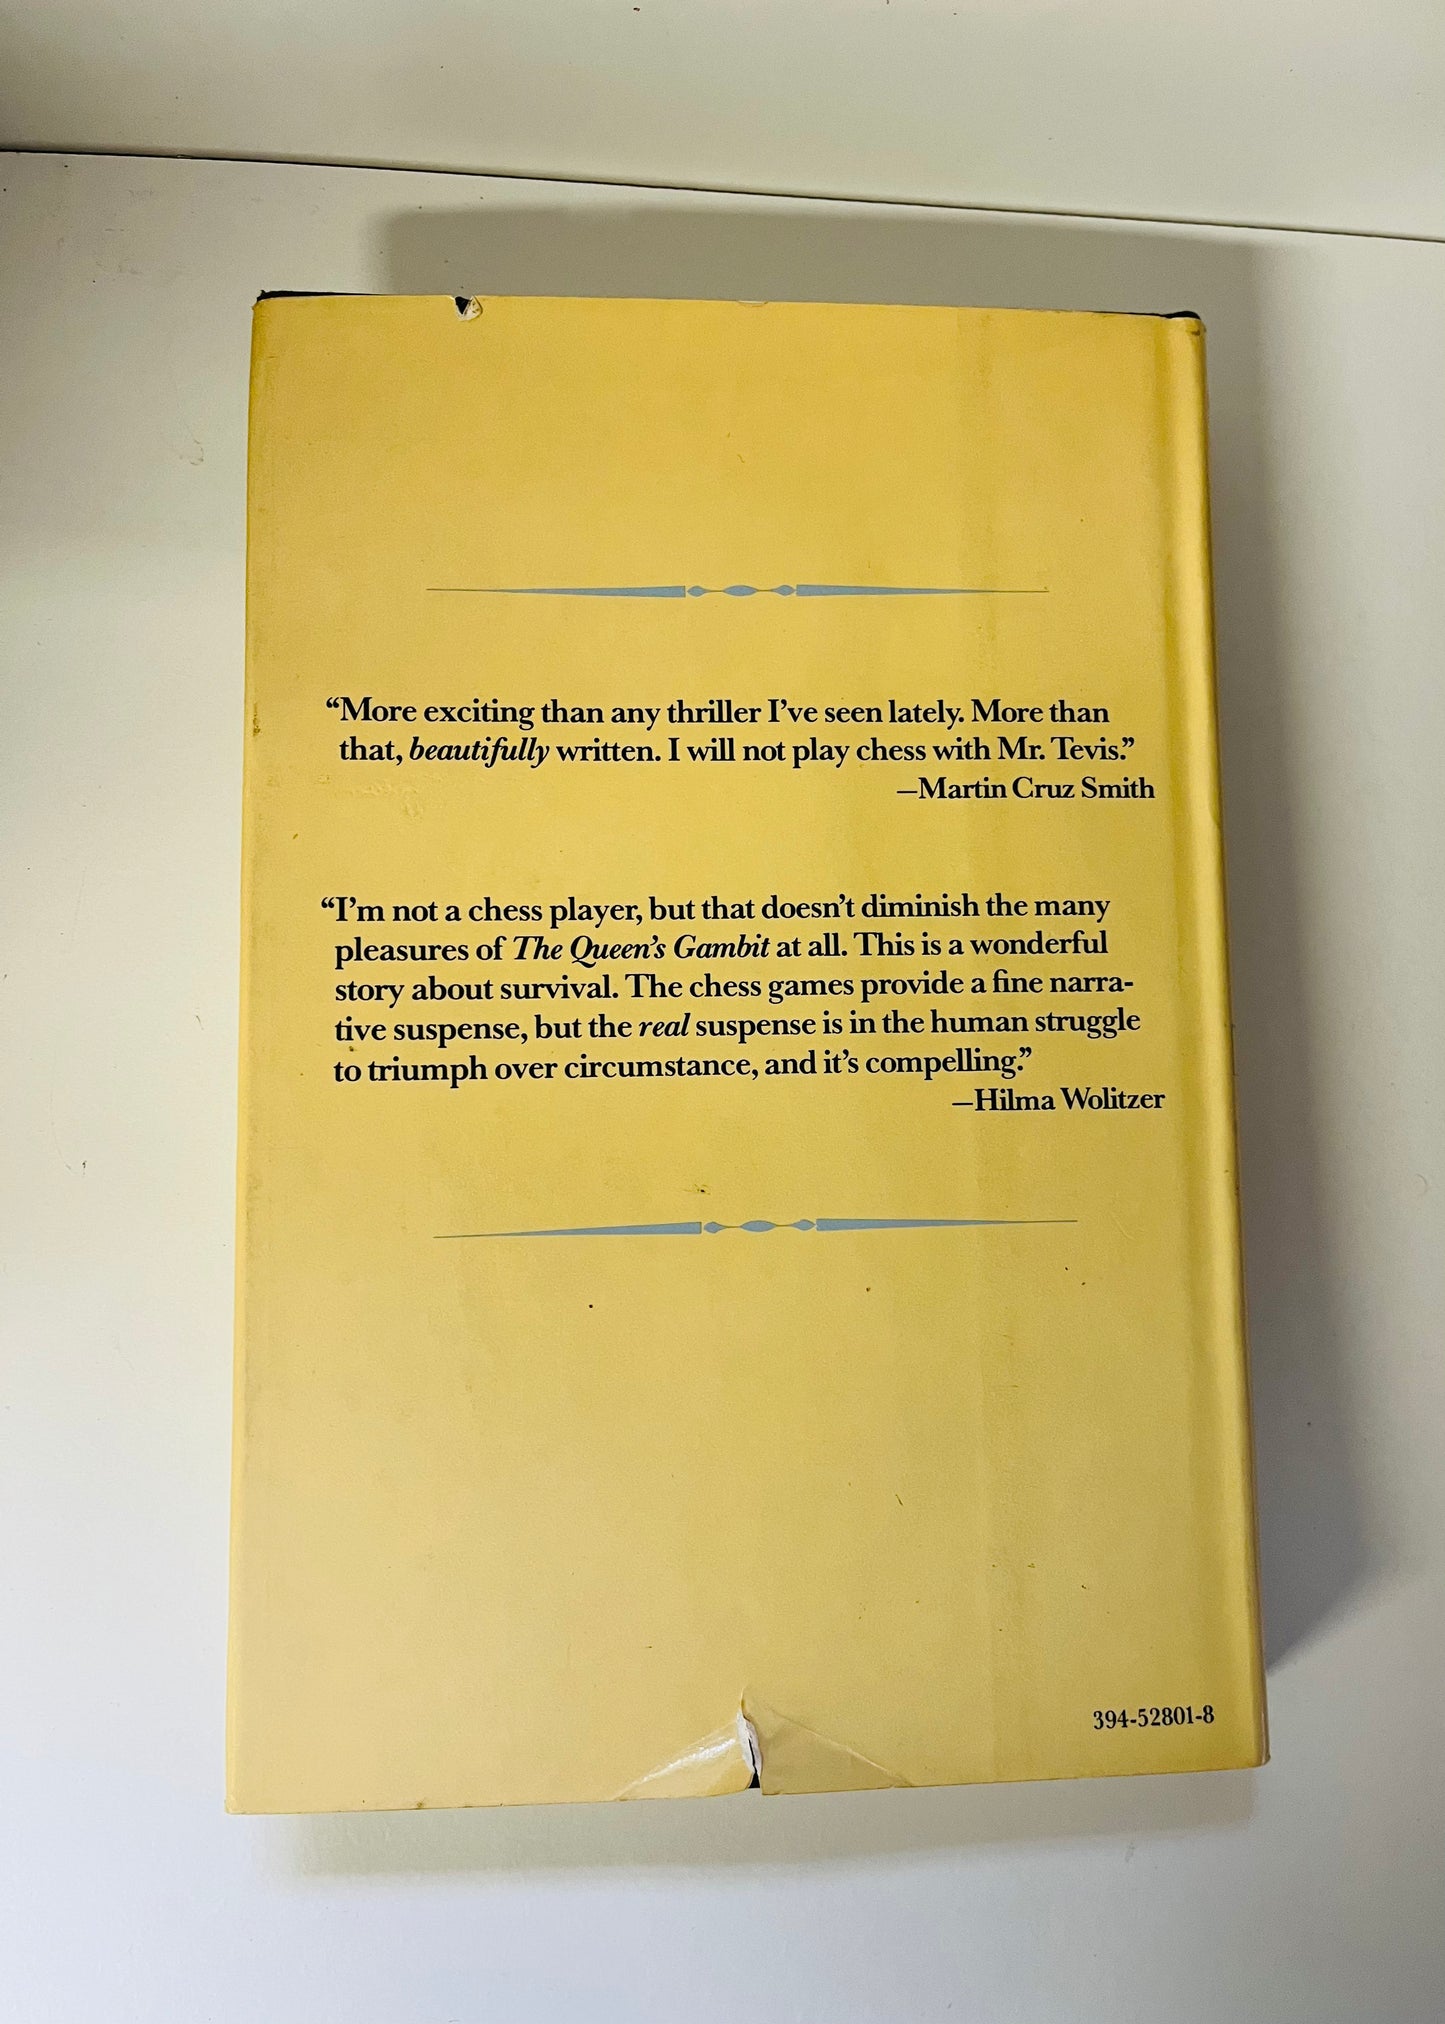 “More exciting than any thriller I’ve seen lately. More than
that, beautifully written. I will not play chess with Mr. Tevis.”
—Martin Cruz Smith
“I’m not a chess player, but that doesn’t diminish the many
pleasures of The Queen’s Gambit at all. This is a wonderful
story about survival. The chess games provide a fine narra-
tive suspense, but the real suspense is in the human struggle
to triumph over circumstance, and it’s compelling.”
—Hilma Wolitzer
394-52801-8